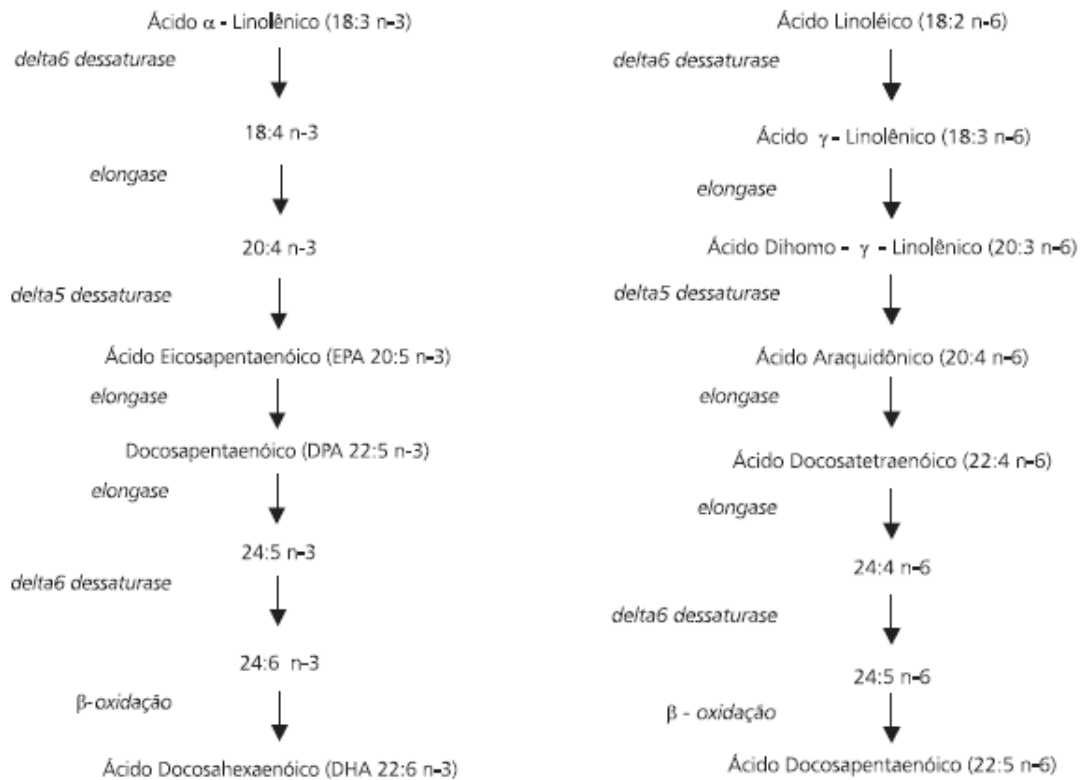 Ácido α - Linolênico (18:3 n-3)
delta6 dessaturase
18:4 n-3
elongase
20:4 n-3
delta5 dessaturase
Ácido Eicosapentaenóico (EPA 20:5 n-3)
elongase
Docosapentaenóico (DPA 22:5 n-3)
elongase
24:5 n-3
delta6 dessaturase
24:6 n-3
β-oxidação
Ácido Docosahexaenóico (DHA 22:6 n-3)
Ácido Linoléico (18:2 n-6)
delta6 dessaturase
Ácido γ - Linolênico (18:3 n-6)
elongase
Ácido Dihomo - γ - Linolênico (20:3 n-6)
delta5 dessaturase
Ácido Araquidônico (20:4 n-6)
elongase
Ácido Docosatetraenóico (22:4 n-6)
elongase
24:4 n-6
delta6 dessaturase
24:5 n-6
β - oxidação
Ácido Docosapentaenóico (22:5 n-6)